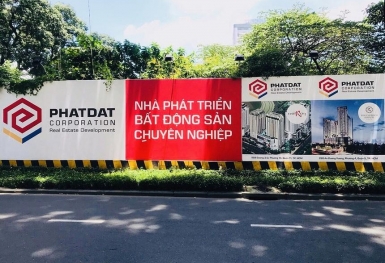 PHATDAT
CORPORATION
Real Estate Development
NHÀ PHÁT TRIỂN
BẤT ĐỘNG SẢN
CHUYÊN NGHIỆP
PHATDAT
CORPORATION
PHATDAT
CORPORATION